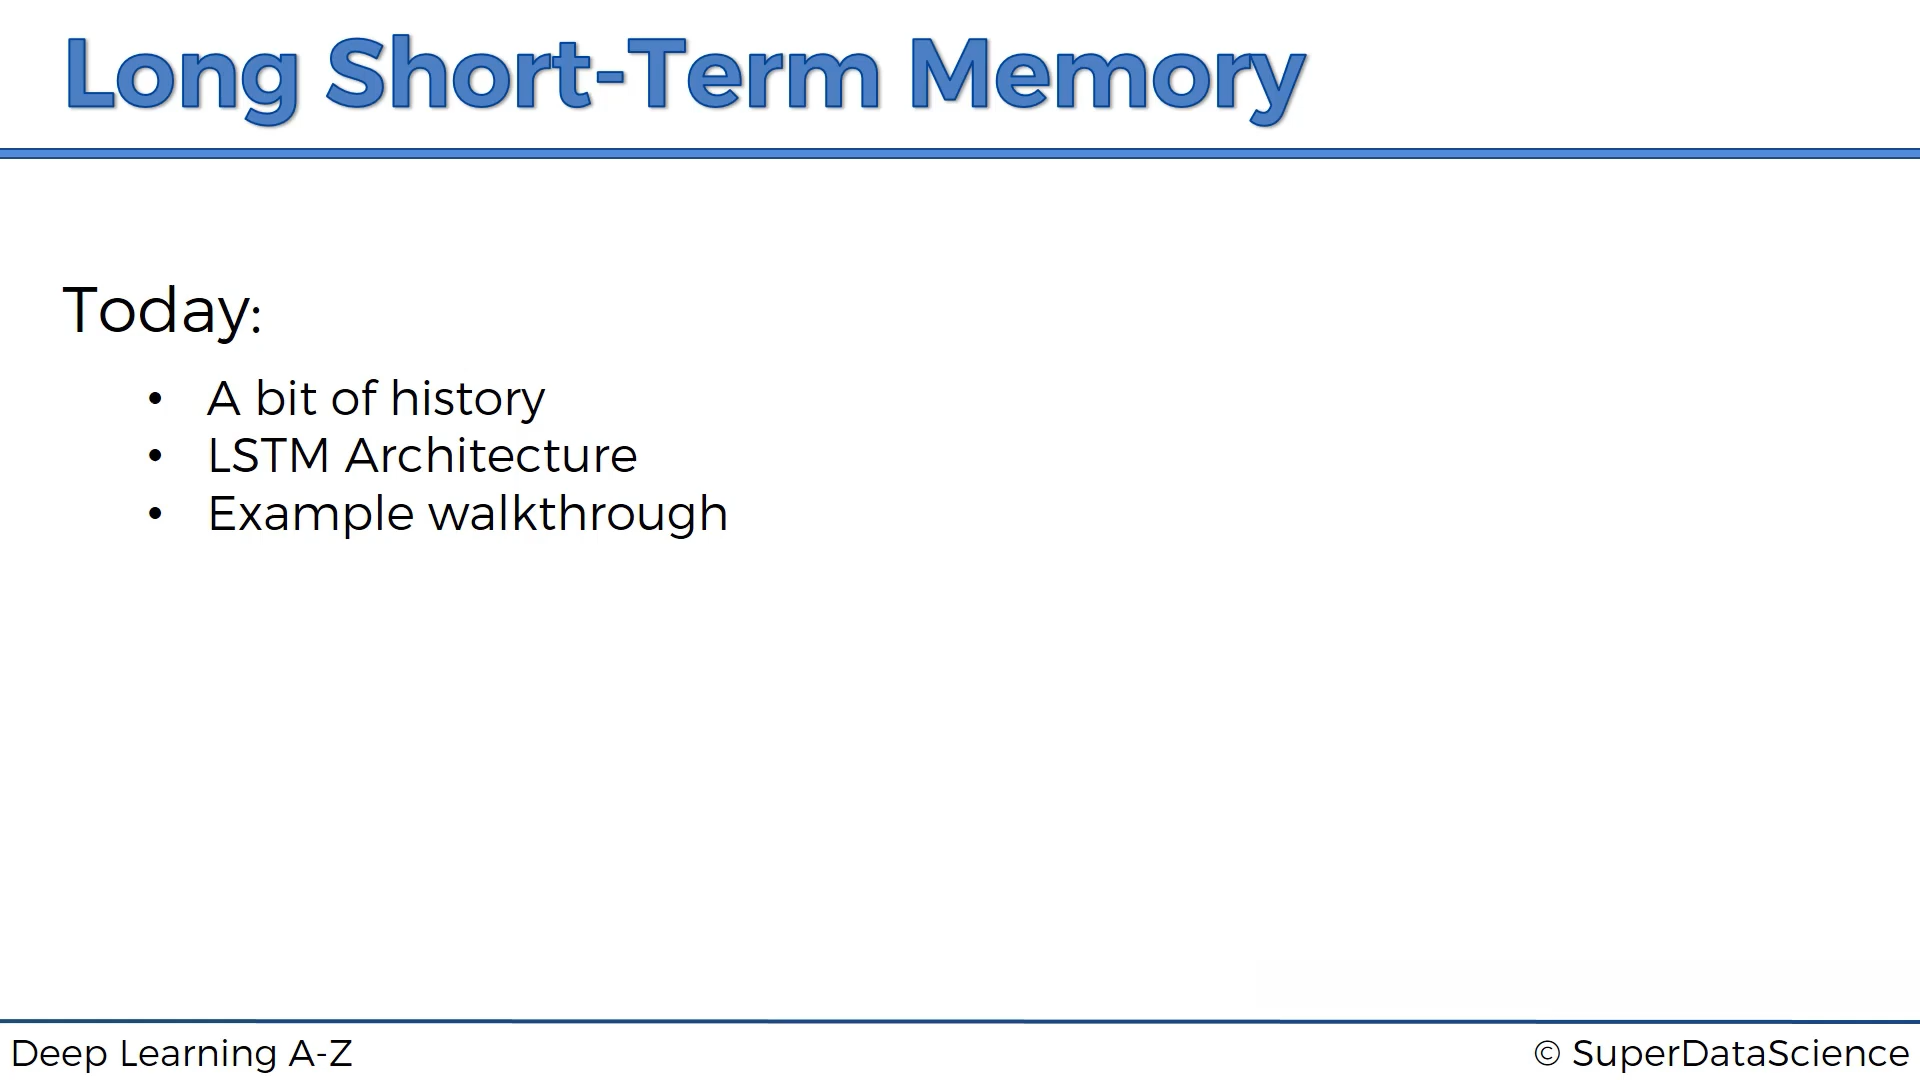 Long Short-Term Memory
Today:
• A bit of history
• LSTM Architecture
• Example walkthrough
Deep Learning A-Z
© SuperDataScience